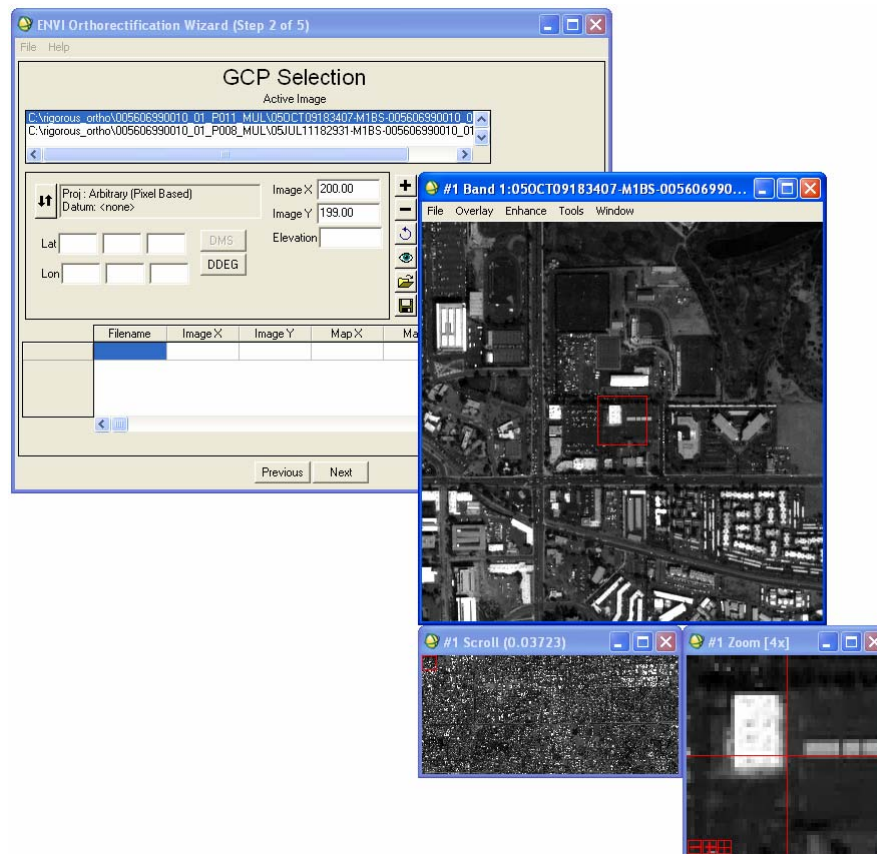 ENVI Orthorectification Wizard (Step 2 of 5)
File Help
GCP Selection
Active Image
C:\rigorous_ortho\005606990010_01_P011_MUL\05OCT09183407-M1BS-005606990010_0
C:\rigorous_ortho\005606990010_01_P008_MUL\05JUL11182931-M1BS-005606990010_01
Proj : Arbitrary (Pixel Based)
Datum: <none>
Image X 200.00
Image Y 199.00
Elevation
Lat
DMS
Lon
DDEG
Filename Image X Image Y Map X Ma
Previous Next
#1 Band 1:05OCT09183407-M1BS-005606990...
File Overlay Enhance Tools Window
#1 Scroll (0.03723)
#1 Zoom [4x]